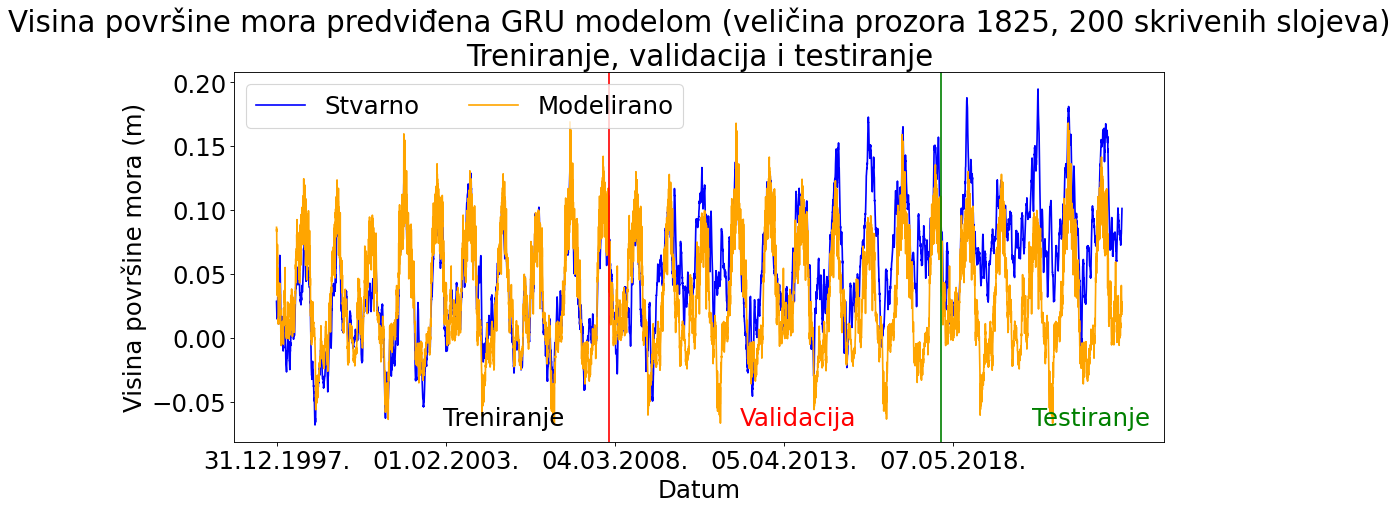 Visina površine mora predviđena GRU modelom (veličina prozora 1825, 200 skrivenih slojeva)
Treniranje, validacija i testiranje
Stvarno Modelirano
Visina površine mora (m)
0.20
0.15
0.10
0.05
0.00
−0.05
Treniranje Validacija Testiranje
31.12.1997. 01.02.2003. 04.03.2008. 05.04.2013. 07.05.2018.
Datum